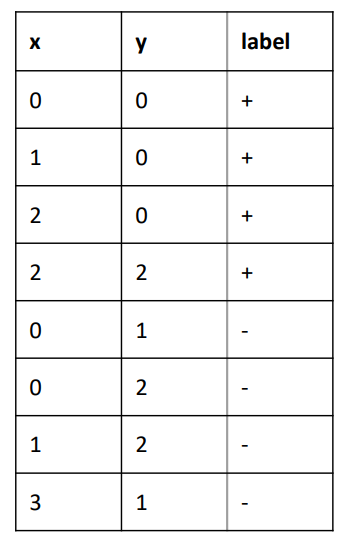 x y label
0 0 +
1 0 +
2 0 +
2 2 +
0 1 -
0 2 -
1 2 -
3 1 -